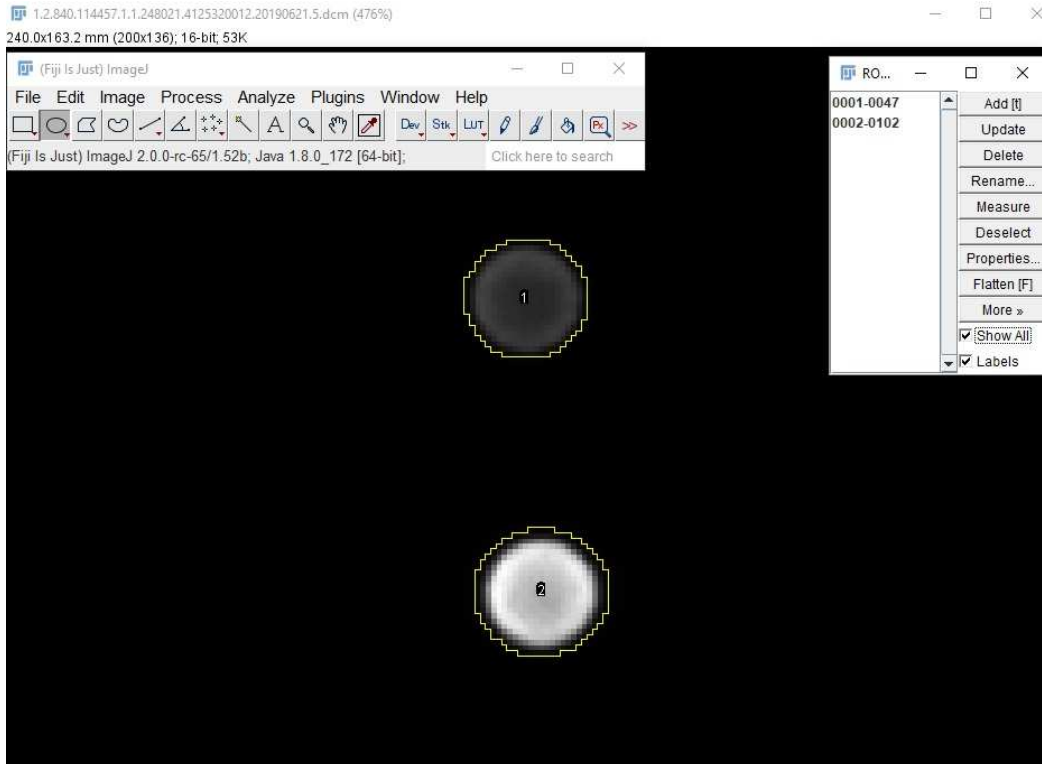 1.2.840.114457.1.1.248021.4125320012.20190621.5.dcm (476%)
240.0x163.2 mm (200x136); 16-bit; 53K
(Fiji Is Just) ImageJ
File Edit Image Process Analyze Plugins Window Help
A Dev Stk LUT Px >>
(Fiji Is Just) ImageJ 2.0.0-rc-65/1.52b; Java 1.8.0_172 [64-bit];
Click here to search
RO...
0001-0047
0002-0102
Add [t]
Update
Delete
Rename...
Measure
Deselect
Properties...
Flatten [F]
More »
Show All
Labels
1
2